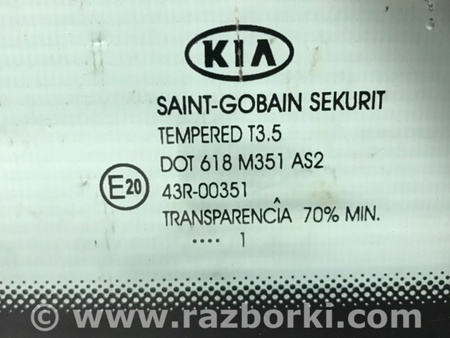 KIA
SAINT-GOBAIN SEKURIT
TEMPERED T3.5
DOT 618 M351 AS2
E20 43R-00351
TRANSPARENCÎA 70% MIN.
.... 1
© www.razborki.com